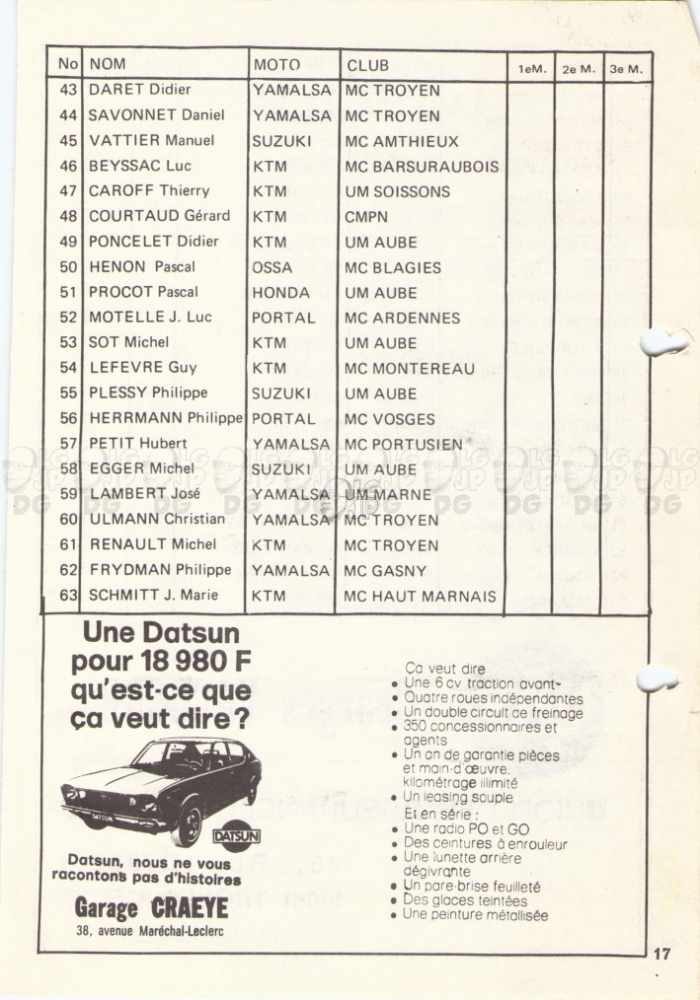 No NOM MOTO CLUB 1eM. 2e M. 3e M.
43 DARET Didier YAMALSA MC TROYEN
44 SAVONNET Daniel YAMALSA MC TROYEN
45 VATTIER Manuel SUZUKI MC AMTHIEUX
46 BEYSSAC Luc KTM MC BARSURAUBOIS
47 CAROFF Thierry KTM UM SOISSONS
48 COURTAUD Gérard KTM CMPN
49 PONCELET Didier KTM UM AUBE
50 HENON Pascal OSSA MC BLAGIES
51 PROCOT Pascal HONDA UM AUBE
52 MOTELLE J. Luc PORTAL MC ARDENNES
53 SOT Michel KTM UM AUBE
54 LEFEVRE Guy KTM MC MONTEREAU
55 PLESSY Philippe SUZUKI UM AUBE
56 HERRMANN Philippe PORTAL MC VOSGES
57 PETIT Hubert YAMALSA MC PORTUSIEN
58 EGGER Michel SUZUKI UM AUBE
59 LAMBERT José YAMALSA UM MARNE
60 ULMANN Christian YAMALSA MC TROYEN
61 RENAULT Michel KTM MC TROYEN
62 FRYDMAN Philippe YAMALSA MC GASNY
63 SCHMITT J. Marie KTM MC HAUT MARNAIS
Une Datsun
pour 18 980 F
qu'est-ce que
ça veut dire ?
DATSUN
Datsun, nous ne vous
racontons pas d'histoires
Garage CRAEYE
38, avenue Maréchal-Leclerc
Ça veut dire
• Une 6 cv traction avant
• Quatre roues indépendantes
• Un double circuit de freinage
• 350 concessionnaires et
agents
• Un an de garantie pièces
et main-d'œuvre,
kilométrage illimité
• Un leasing souple
Et en série :
• Une radio PO et GO
• Des ceintures à enrouleur
• Une lunette arrière
dégivrante
• Un pare-brise feuilleté
• Des glaces teintées
• Une peinture métallisée
17